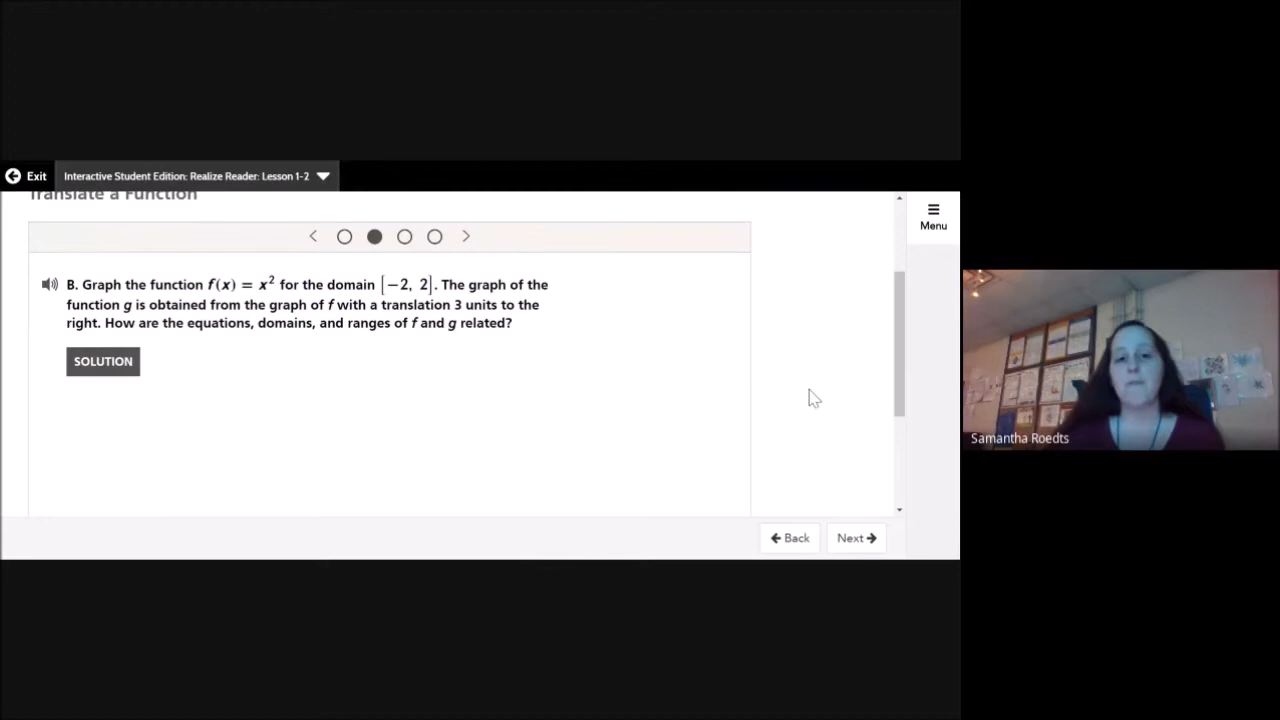 Exit
Interactive Student Edition: Realize Reader: Lesson 1-2
Translate a Function
Menu
B. Graph the function f(x) = x² for the domain [−2, 2]. The graph of the
function g is obtained from the graph of f with a translation 3 units to the
right. How are the equations, domains, and ranges of f and g related?
SOLUTION
Samantha Roedts
Back
Next